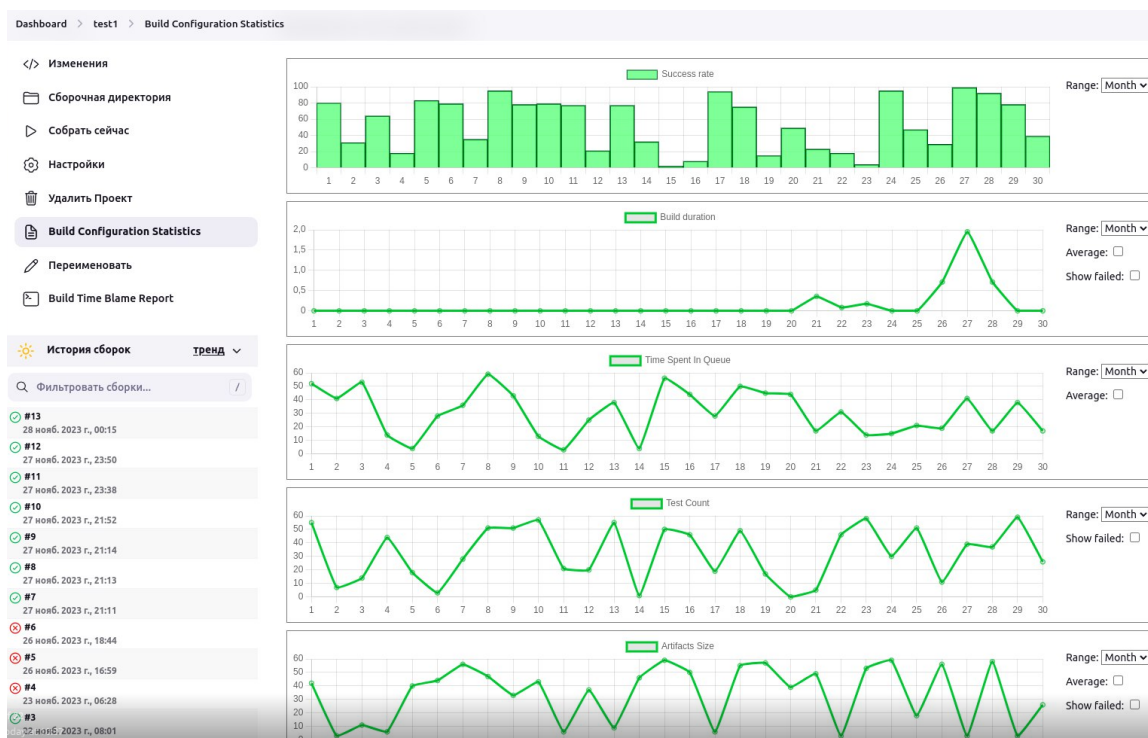 Dashboard > test1 > Build Configuration Statistics
Изменения
Сборочная директория
Собрать сейчас
Настройки
Удалить Проект
Build Configuration Statistics
Переименовать
Build Time Blame Report
История сборок тренд
Фильтровать сборки... /
#13
28 нояб. 2023 г., 00:15
#12
27 нояб. 2023 г., 23:50
#11
27 нояб. 2023 г., 23:38
#10
27 нояб. 2023 г., 21:52
#9
27 нояб. 2023 г., 21:14
#8
27 нояб. 2023 г., 21:13
#7
27 нояб. 2023 г., 21:11
#6
26 нояб. 2023 г., 18:44
#5
26 нояб. 2023 г., 16:59
#4
23 нояб. 2023 г., 06:28
#3
22 нояб. 2023 г., 08:01
Success rate
Range: Month
100
80
60
40
20
0
1 2 3 4 5 6 7 8 9 10 11 12 13 14 15 16 17 18 19 20 21 22 23 24 25 26 27 28 29 30
Build duration
Range: Month
Average:
Show failed:
2,0
1,5
1,0
0,5
0
1 2 3 4 5 6 7 8 9 10 11 12 13 14 15 16 17 18 19 20 21 22 23 24 25 26 27 28 29 30
Time Spent In Queue
Range: Month
Average:
60
50
40
30
20
10
0
1 2 3 4 5 6 7 8 9 10 11 12 13 14 15 16 17 18 19 20 21 22 23 24 25 26 27 28 29 30
Test Count
Range: Month
Show failed:
60
50
40
30
20
10
0
1 2 3 4 5 6 7 8 9 10 11 12 13 14 15 16 17 18 19 20 21 22 23 24 25 26 27 28 29 30
Artifacts Size
Range: Month
Average:
Show failed:
60
50
40
30
20
10